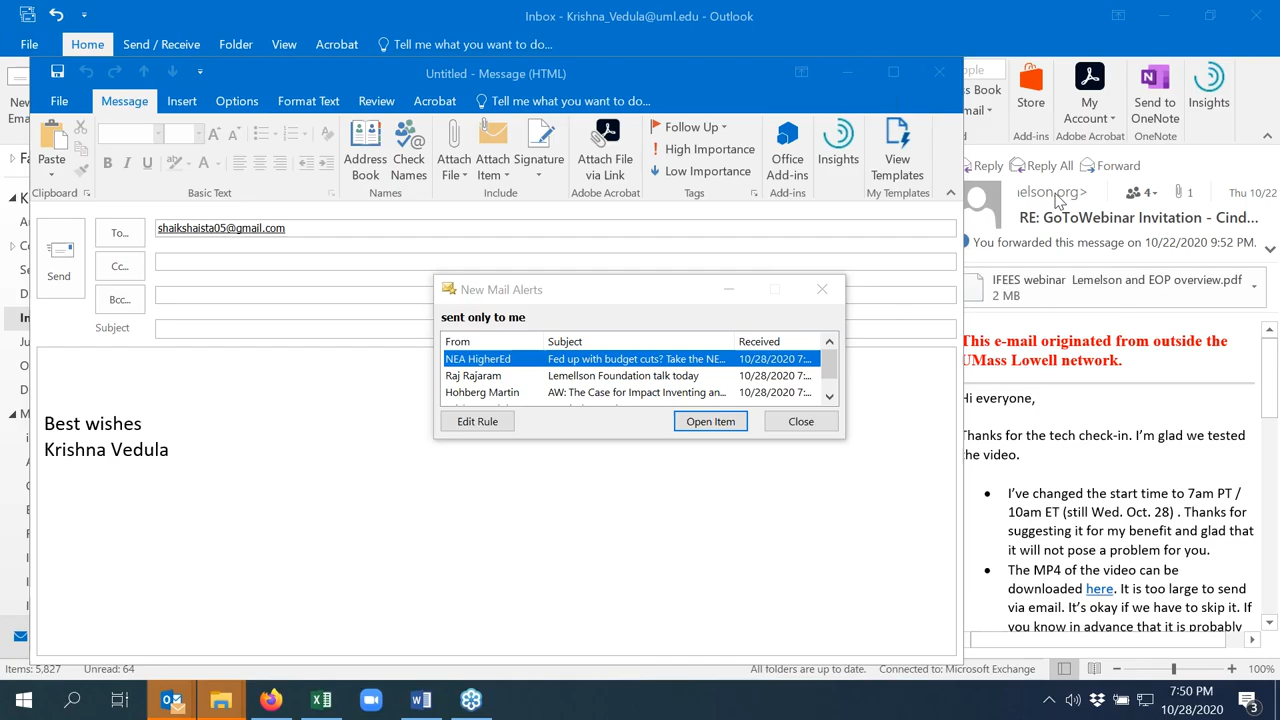 Inbox - Krishna_Vedula@uml.edu - Outlook
File Home Send / Receive Folder View Acrobat Tell me what you want to do...
Untitled - Message (HTML)
File Message Insert Options Format Text Review Acrobat Tell me what you want to do...
Paste
Clipboard
B I U
Basic Text
Address Book
Check Names
Names
Attach File
Attach Item
Signature
Include
Attach File via Link
Adobe Acrobat
Follow Up
High Importance
Low Importance
Tags
Office Add-ins
Add-ins
Insights
View Templates
My Templates
Store
Add-ins
My Account
Adobe Acrobat
Send to OneNote
OneNote
Insights
Send
To... shaikshaista05@gmail.com
Cc...
Bcc...
Subject
Best wishes
Krishna Vedula
New Mail Alerts
sent only to me
From Subject Received
NEA HigherEd Fed up with budget cuts? Take the NE... 10/28/2020 7:...
Raj Rajaram Lemellson Foundation talk today 10/28/2020 7:...
Hohberg Martin AW: The Case for Impact Inventing an... 10/28/2020 7:...
Edit Rule Open Item Close
Reply Reply All Forward
elson.org> 4 1 Thu 10/22
RE: GoToWebinar Invitation - Cind...
You forwarded this message on 10/22/2020 9:52 PM.
IFEES webinar Lemelson and EOP overview.pdf
2 MB
This e-mail originated from outside the
UMass Lowell network.
Hi everyone,
Thanks for the tech check-in. I'm glad we tested
the video.
• I've changed the start time to 7am PT /
10am ET (still Wed. Oct. 28) . Thanks for
suggesting it for my benefit and glad that
it will not pose a problem for you.
• The MP4 of the video can be
downloaded here. It is too large to send
via email. It's okay if we have to skip it. If
you know in advance that it is probably
Items: 5,827 Unread: 64 All folders are up to date. Connected to: Microsoft Exchange 100%
7:50 PM
10/28/2020
3